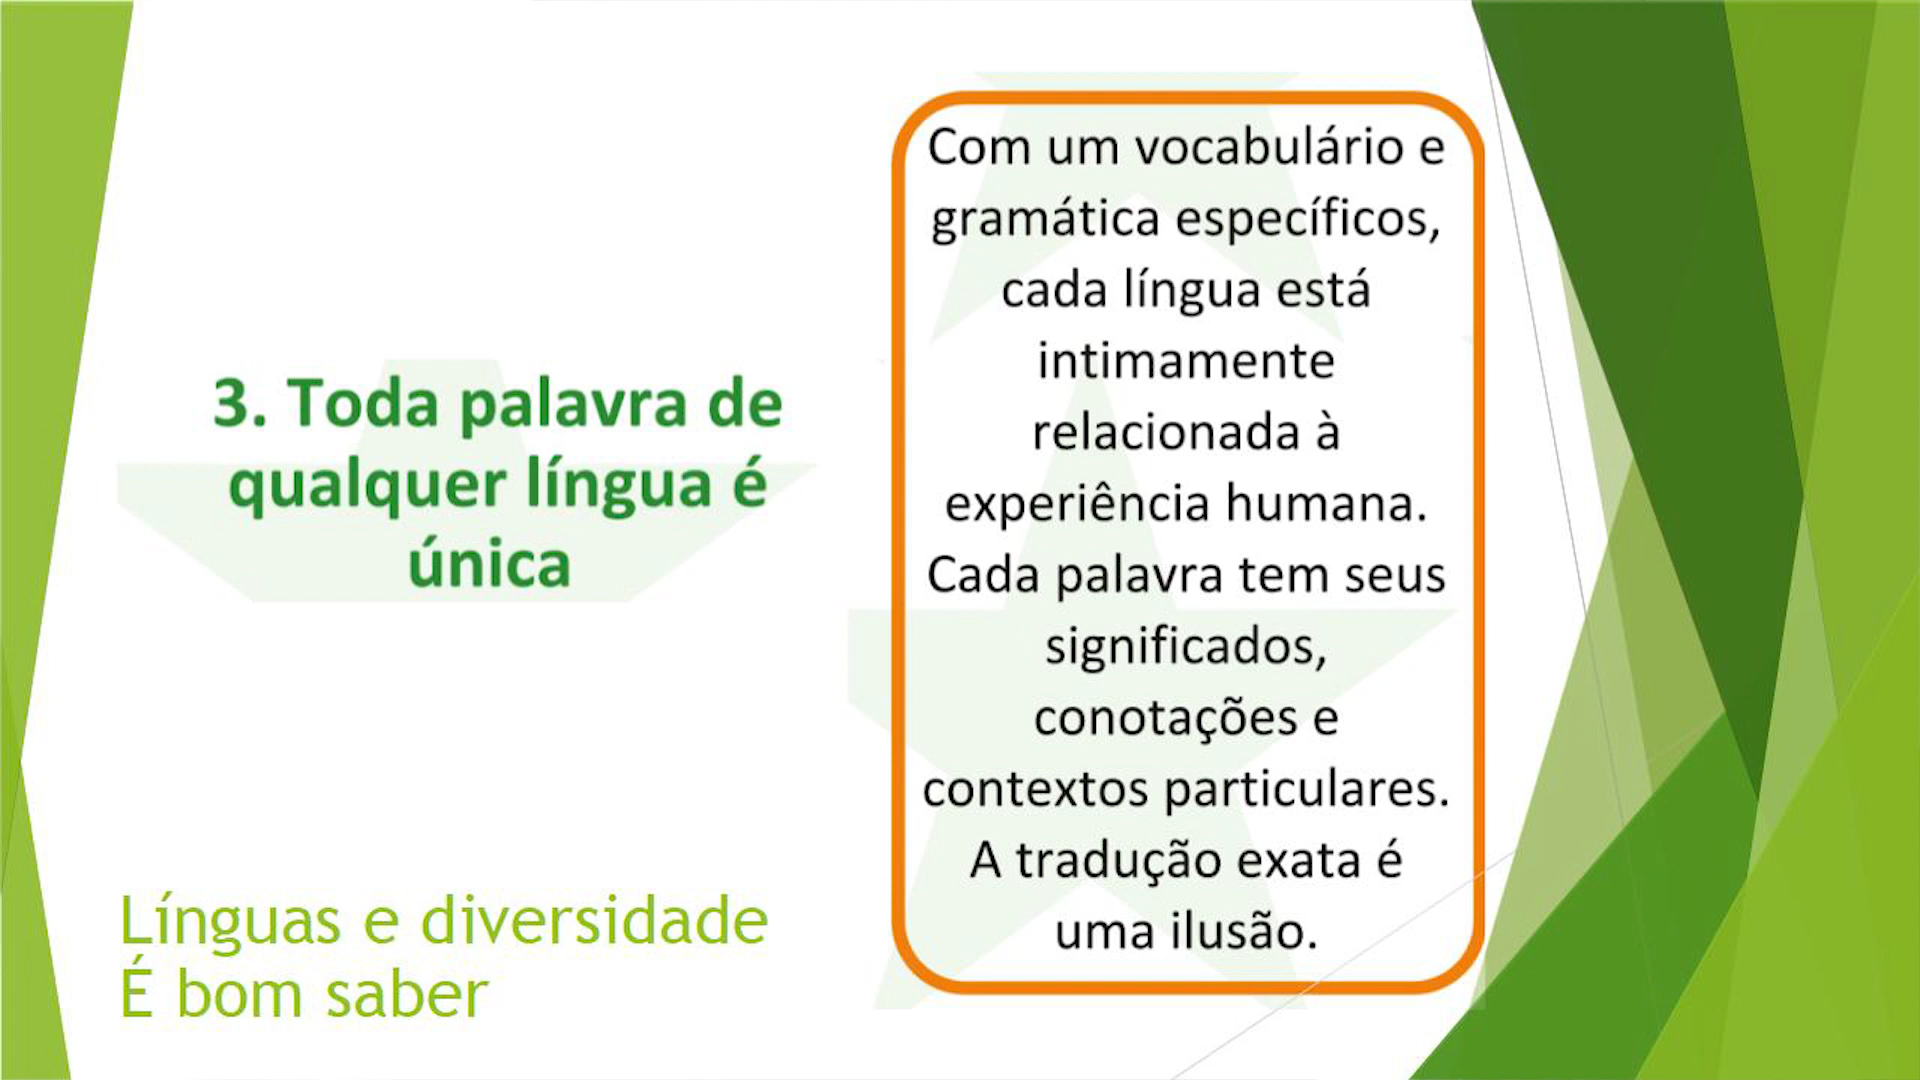 3. Toda palavra de
qualquer língua é
única
Com um vocabulário e
gramática específicos,
cada língua está
intimamente
relacionada à
experiência humana.
Cada palavra tem seus
significados,
conotações e
contextos particulares.
A tradução exata é
uma ilusão.
Línguas e diversidade
É bom saber